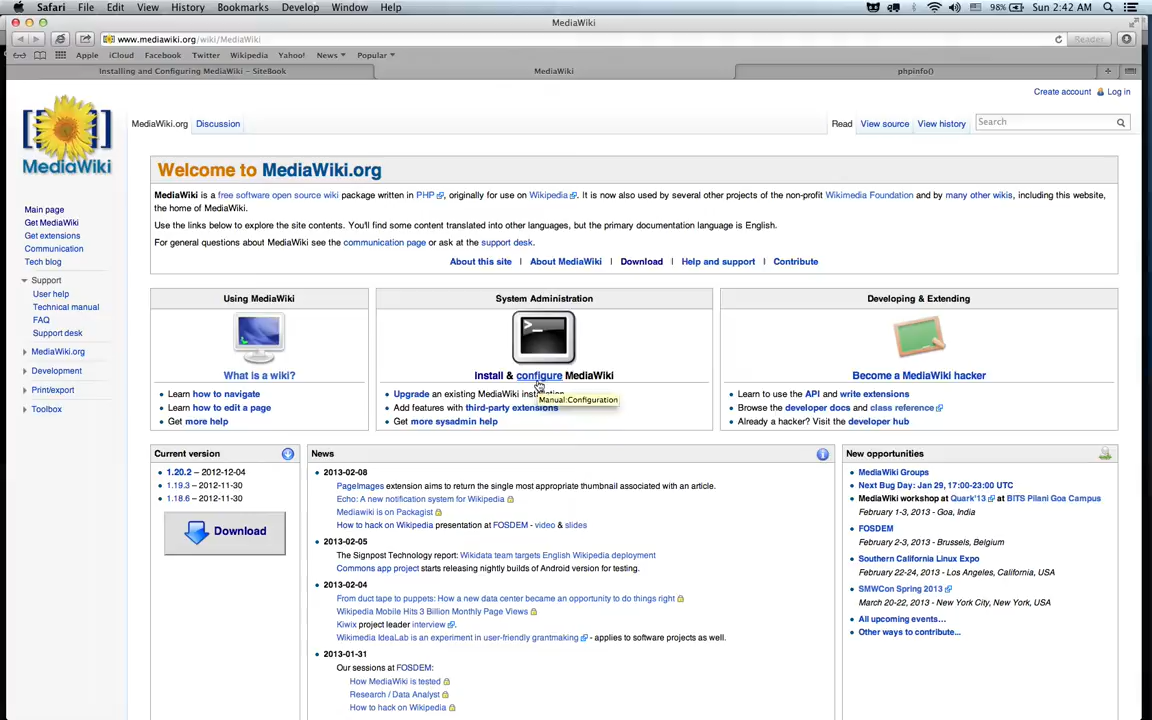 Safari File Edit View History Bookmarks Develop Window Help 98% Sun 2:42 AM
MediaWiki
www.mediawiki.org/wiki/MediaWiki Reader
Apple iCloud Facebook Twitter Wikipedia Yahoo! News Popular
Installing and Configuring MediaWiki – SiteBook MediaWiki phpinfo() +
Create account Log in
MediaWiki.org Discussion Read View source View history Search
MediaWiki
Main page
Get MediaWiki
Get extensions
Communication
Tech blog
Support
User help
Technical manual
FAQ
Support desk
MediaWiki.org
Development
Print/export
Toolbox
Welcome to MediaWiki.org
MediaWiki is a free software open source wiki package written in PHP, originally for use on Wikipedia. It is now also used by several other projects of the non-profit Wikimedia Foundation and by many other wikis, including this website,
the home of MediaWiki.
Use the links below to explore the site contents. You'll find some content translated into other languages, but the primary documentation language is English.
For general questions about MediaWiki see the communication page or ask at the support desk.
About this site | About MediaWiki | Download | Help and support | Contribute
Using MediaWiki
What is a wiki?
• Learn how to navigate
• Learn how to edit a page
• Get more help
System Administration
>_
Install & configure MediaWiki
• Upgrade an existing MediaWiki
Manual:Configuration
• Add features with third-party extensions
• Get more sysadmin help
Developing & Extending
Become a MediaWiki hacker
• Learn to use the API and write extensions
• Browse the developer docs and class reference
• Already a hacker? Visit the developer hub
Current version
• 1.20.2 – 2012-12-04
• 1.19.3 – 2012-11-30
• 1.18.6 – 2012-11-30
Download
News
• 2013-02-08
PageImages extension aims to return the single most appropriate thumbnail associated with an article.
Echo: A new notification system for Wikipedia
Mediawiki is on Packagist
How to hack on Wikipedia presentation at FOSDEM - video & slides
• 2013-02-05
The Signpost Technology report: Wikidata team targets English Wikipedia deployment
Commons app project starts releasing nightly builds of Android version for testing.
• 2013-02-04
From duct tape to puppets: How a new data center became an opportunity to do things right
Wikipedia Mobile Hits 3 Billion Monthly Page Views
Kiwix project leader interview.
Wikimedia IdeaLab is an experiment in user-friendly grantmaking - applies to software projects as well.
• 2013-01-31
Our sessions at FOSDEM:
How MediaWiki is tested
Research / Data Analyst
How to hack on Wikipedia
New opportunities
• MediaWiki Groups
• Next Bug Day: Jan 29, 17:00-23:00 UTC
• MediaWiki workshop at Quark'13 at BITS Pilani Goa Campus
February 1-3, 2013 - Goa, India
• FOSDEM
February 2-3, 2013 - Brussels, Belgium
• Southern California Linux Expo
February 22-24, 2013 - Los Angeles, California, USA
• SMWCon Spring 2013
March 20-22, 2013 - New York City, New York, USA
• All upcoming events…
• Other ways to contribute...